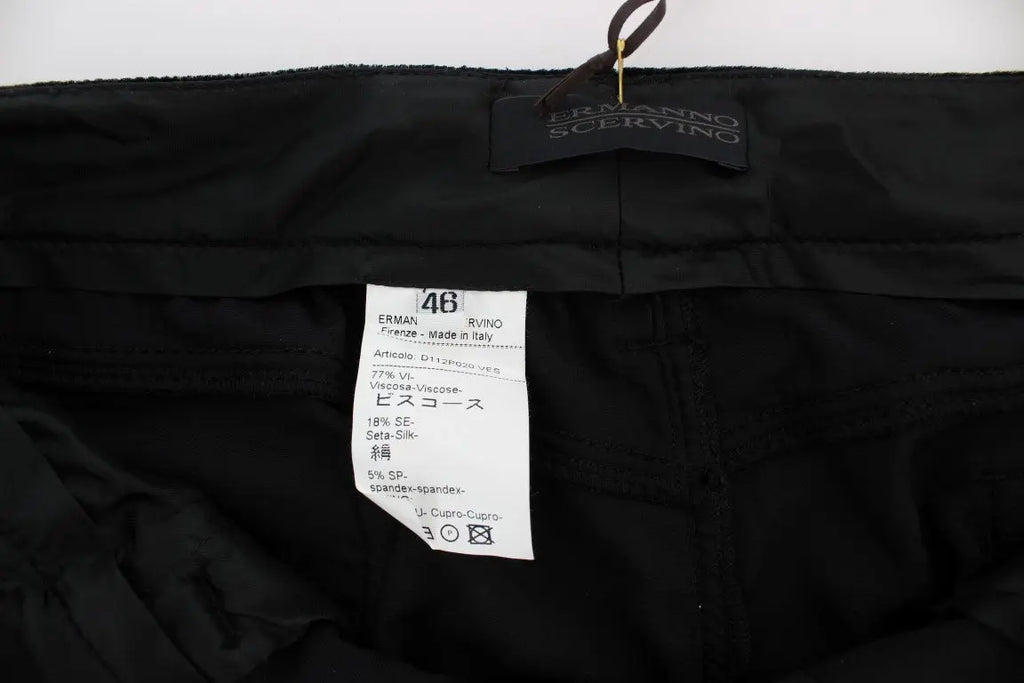 ERMANNO
SCERVINO
46
ERMAN RVINO
Firenze - Made in Italy
Articolo: D112P020 VES
77% VI-
Viscosa-Viscose-
ビスコース
18% SE-
Seta-Silk-
絹
5% SP-
spandex-spandex-
U- Cupro-Cupro-
P